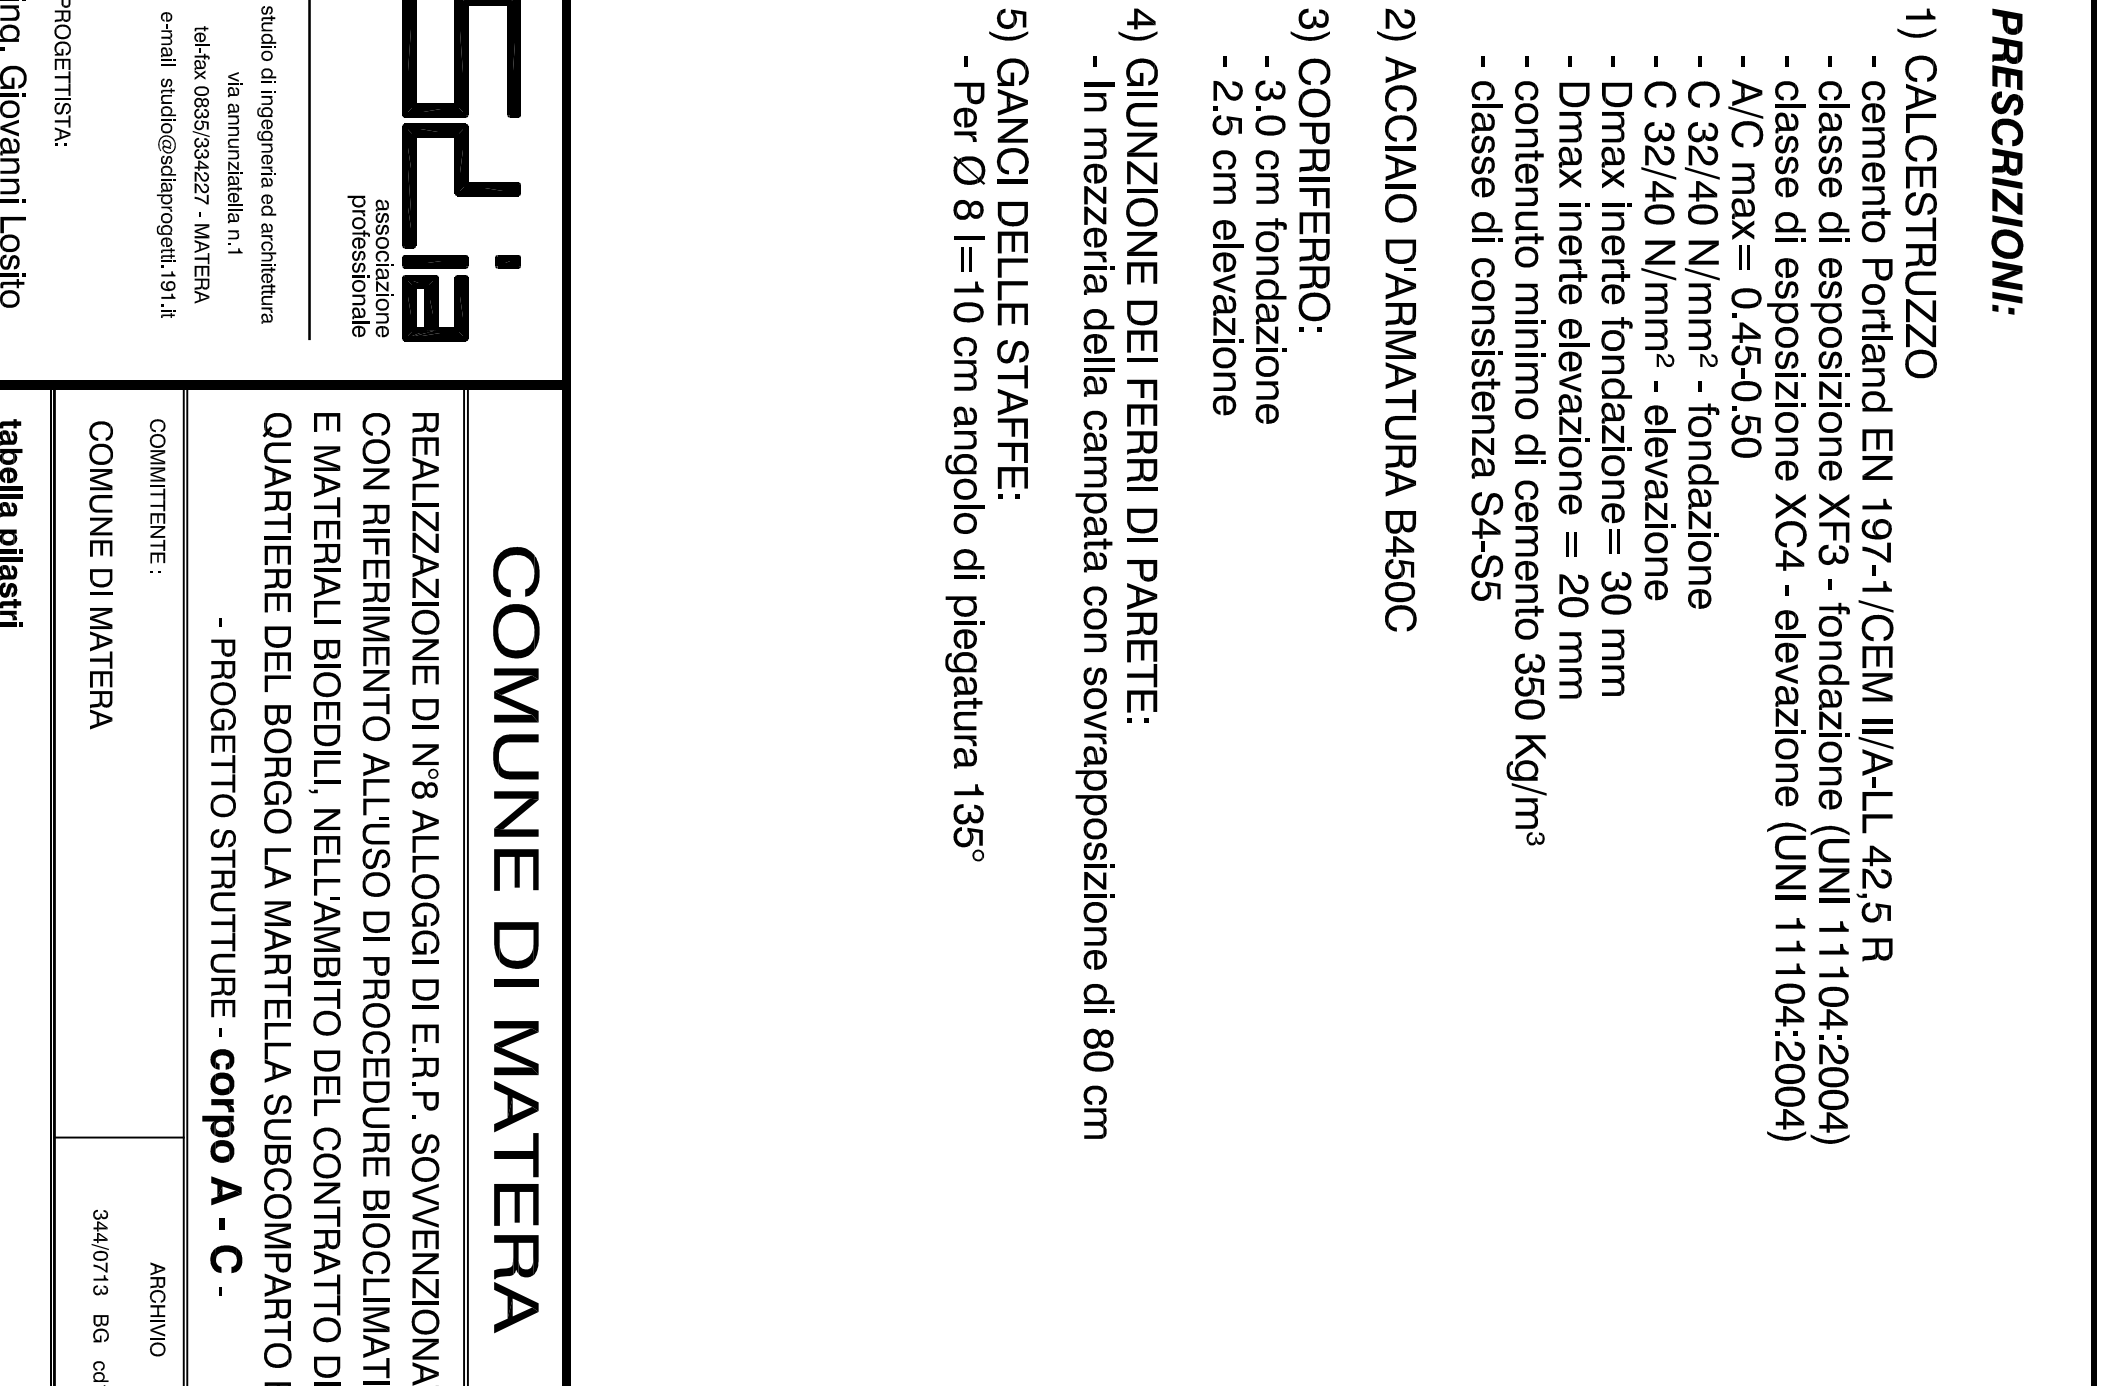 PRESCRIZIONI:
1) CALCESTRUZZO
- cemento Portland EN 197-1/CEM II/A-LL 42,5 R
- classe di esposizione XF3 - fondazione (UNI 11104:2004)
- classe di esposizione XC4 - elevazione (UNI 11104:2004)
- A/C max= 0.45-0.50
- C 32/40 N/mm² - fondazione
- C 32/40 N/mm² - elevazione
- Dmax inerte fondazione= 30 mm
- Dmax inerte elevazione = 20 mm
- contenuto minimo di cemento 350 Kg/m³
- classe di consistenza S4-S5
2) ACCIAIO D'ARMATURA B450C
3) COPRIFERRO:
- 3.0 cm fondazione
- 2.5 cm elevazione
4) GIUNZIONE DEI FERRI DI PARETE:
- In mezzeria della campata con sovrapposizione di 80 cm
5) GANCI DELLE STAFFE:
- Per Ø 8 l=10 cm angolo di piegatura 135°
associazione
professionale
studio di ingegneria ed architettura
via annunziatella n.1
tel-fax 0835/334227 - MATERA
e-mail studio@sdiaprogetti.191.it
PROGETTISTA:
ing. Giovanni Losito
COMUNE DI MATERA
REALIZZAZIONE DI N°8 ALLOGGI DI E.R.P. SOVVENZIONA
CON RIFERIMENTO ALL'USO DI PROCEDURE BIOCLIMATI
E MATERIALI BIOEDILI, NELL'AMBITO DEL CONTRATTO DI
QUARTIERE DEL BORGO LA MARTELLA SUBCOMPARTO
- PROGETTO STRUTTURE - corpo A - C -
COMMITTENTE :
COMUNE DI MATERA
ARCHIVIO
344/0713 BG cd
tabella pilastri